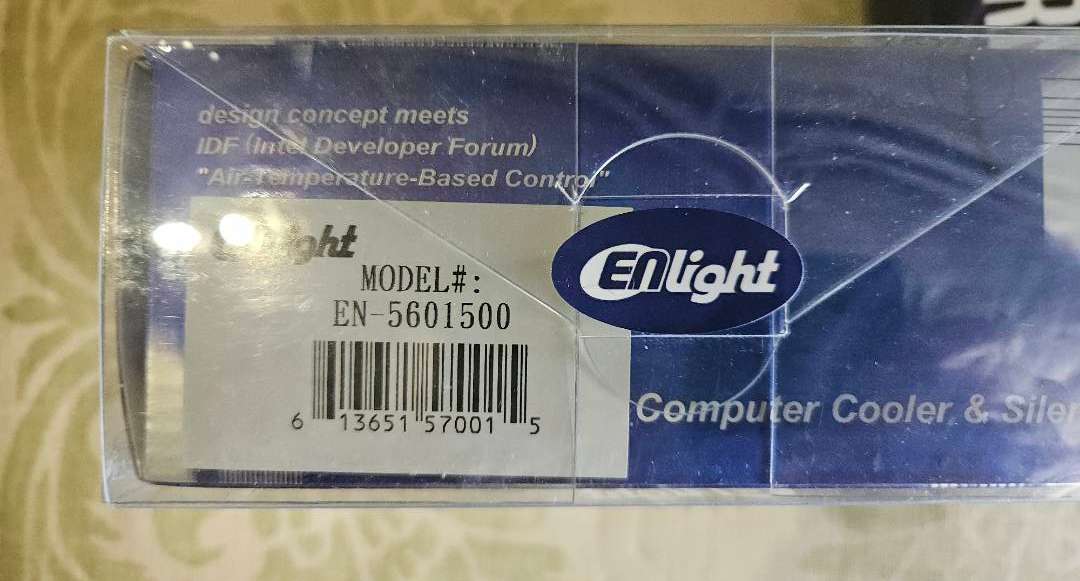 R
design concept meets
IDF (Intel Developer Forum)
"Air-Temperature-Based Control"
Enlight
MODEL#:
EN-5601500
6 13651 57001 5
ENlight
Computer Cooler & Silen